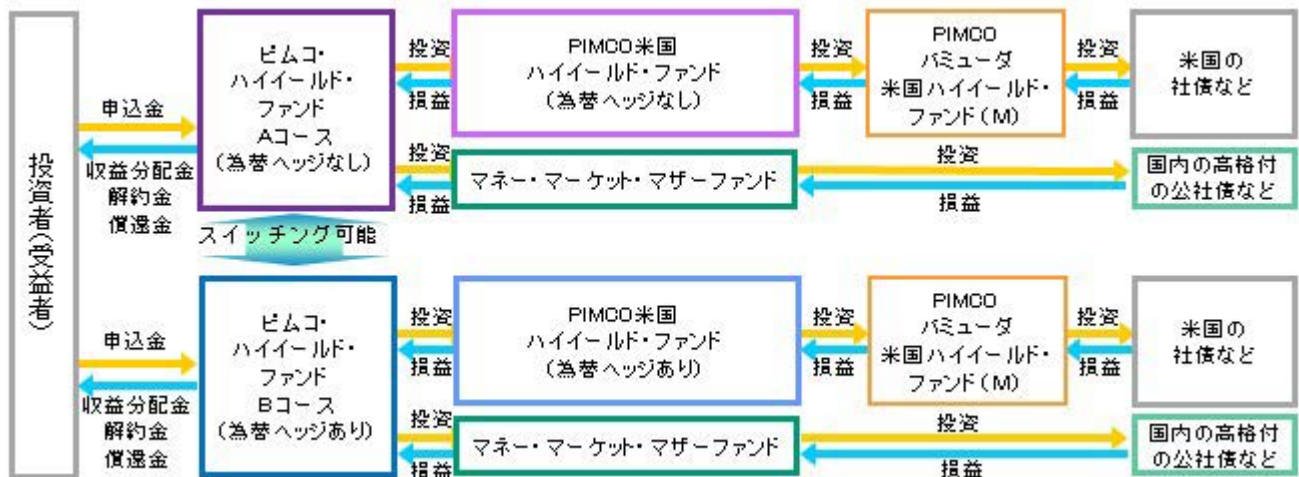 投資者(受益者)
申込金
収益分配金
解約金
償還金
ピムコ・
ハイイールド・
ファンド
Aコース
(為替ヘッジなし)
投資
損益
PIMCO米国
ハイイールド・ファンド
(為替ヘッジなし)
投資
損益
PIMCO
バミューダ
米国ハイイールド・
ファンド(M)
投資
損益
米国の
社債など
投資
損益
マネー・マーケット・マザーファンド
投資
損益
国内の高格付
の公社債など
スイッチング可能
申込金
収益分配金
解約金
償還金
ピムコ・
ハイイールド・
ファンド
Bコース
(為替ヘッジあり)
投資
損益
PIMCO米国
ハイイールド・ファンド
(為替ヘッジあり)
投資
損益
PIMCO
バミューダ
米国ハイイールド・
ファンド(M)
投資
損益
米国の
社債など
投資
損益
マネー・マーケット・マザーファンド
投資
損益
国内の高格付
の公社債など